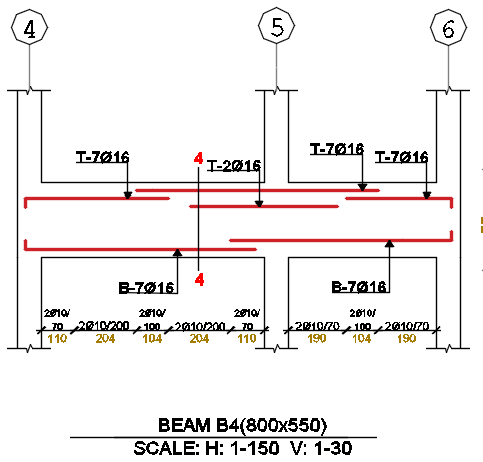 4 5 6
T-7Ø16 4 T-2Ø16 T-7Ø16 T-7Ø16
B-7Ø16 4 B-7Ø16
2Ø10/ 2Ø10/ 2Ø10/ 2Ø10/
70 2Ø10/200 100 2Ø10/200 70 2Ø10/70 100 2Ø10/70
110 204 104 204 110 190 104 190
BEAM B4(800x550)
SCALE: H: 1-150 V: 1-30